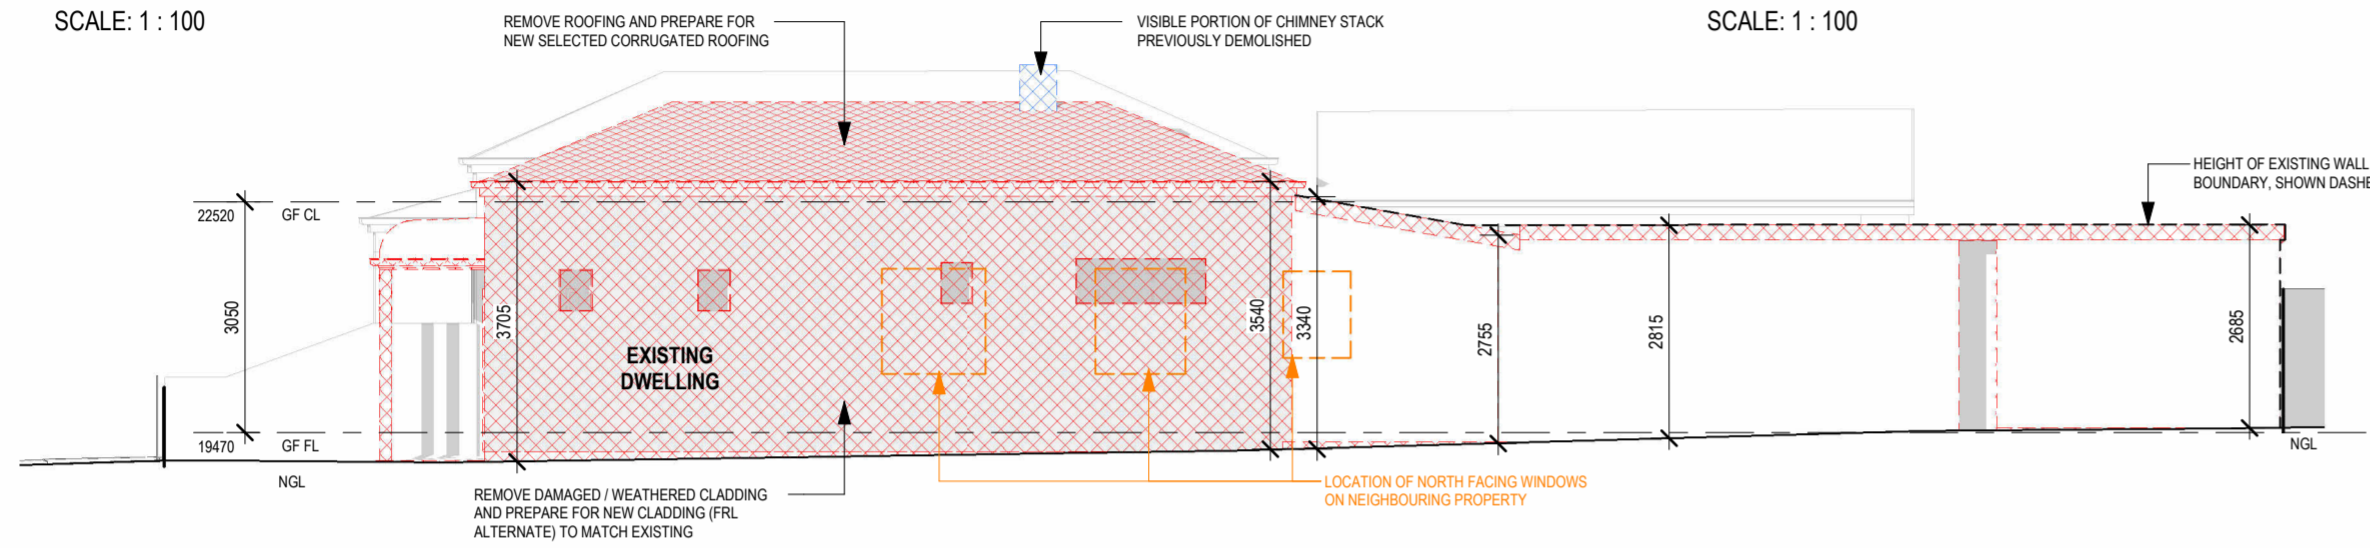 SCALE: 1 : 100
SCALE: 1 : 100
REMOVE ROOFING AND PREPARE FOR
NEW SELECTED CORRUGATED ROOFING
VISIBLE PORTION OF CHIMNEY STACK
PREVIOUSLY DEMOLISHED
HEIGHT OF EXISTING WALL
BOUNDARY, SHOWN DASHE
22520
GF CL
3050
3705
3540
3340
2755
2815
2685
EXISTING
DWELLING
19470
GF FL
NGL
NGL
REMOVE DAMAGED / WEATHERED CLADDING
AND PREPARE FOR NEW CLADDING (FRL
ALTERNATE) TO MATCH EXISTING
LOCATION OF NORTH FACING WINDOWS
ON NEIGHBOURING PROPERTY